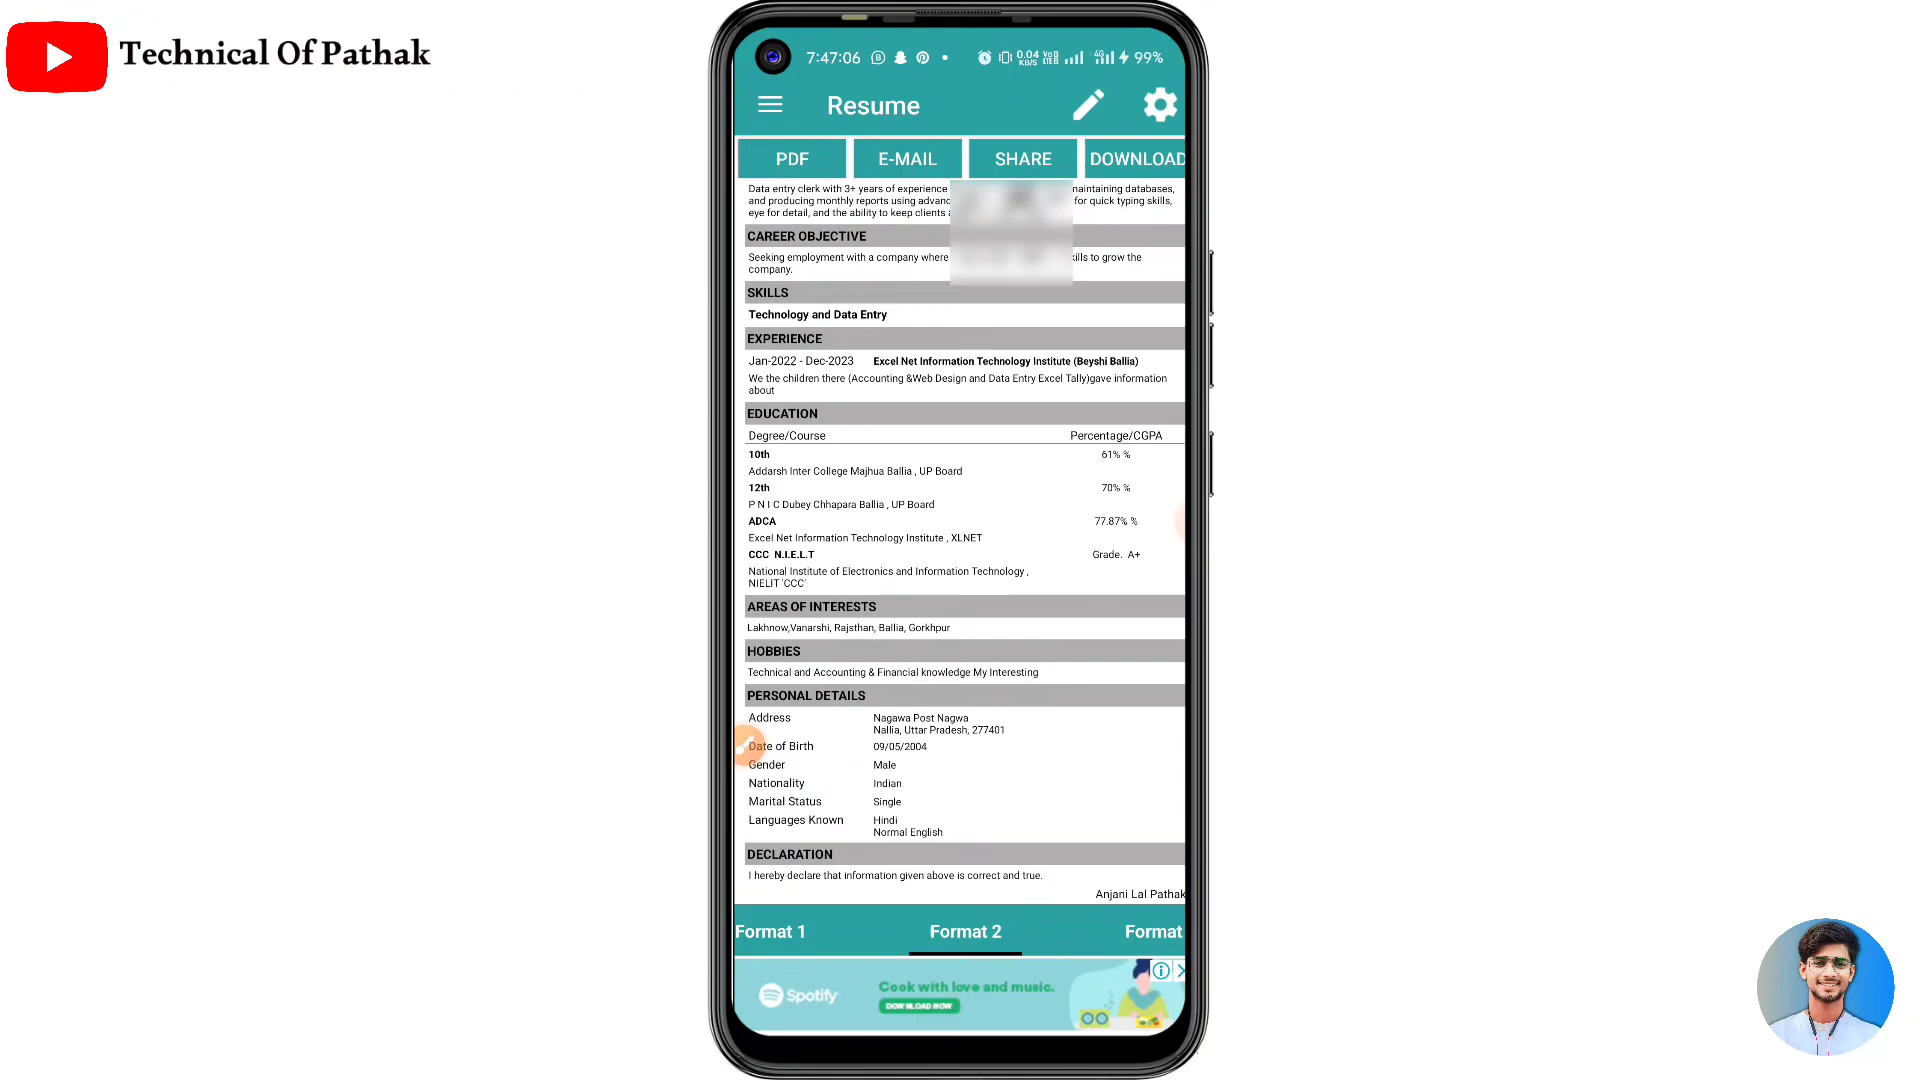 Technical Of Pathak
7:47:06 0.04 KB/S 4G 99%
Resume
PDF E-MAIL SHARE DOWNLOAD
Data entry clerk with 3+ years of experience maintaining databases,
and producing monthly reports using advanc for quick typing skills,
eye for detail, and the ability to keep clients
CAREER OBJECTIVE
Seeking employment with a company where kills to grow the
company.
SKILLS
Technology and Data Entry
EXPERIENCE
Jan-2022 - Dec-2023 Excel Net Information Technology Institute (Beyshi Ballia)
We the children there (Accounting &Web Design and Data Entry Excel Tally)gave information
about
EDUCATION
Degree/Course Percentage/CGPA
10th 61% %
Addarsh Inter College Majhua Ballia , UP Board
12th 70% %
P N I C Dubey Chhapara Ballia , UP Board
ADCA 77.87% %
Excel Net Information Technology Institute , XLNET
CCC N.I.E.L.T Grade. A+
National Institute of Electronics and Information Technology ,
NIELIT 'CCC'
AREAS OF INTERESTS
Lakhnow,Vanarshi, Rajsthan, Ballia, Gorkhpur
HOBBIES
Technical and Accounting & Financial knowledge My Interesting
PERSONAL DETAILS
Address Nagawa Post Nagwa
Nallia, Uttar Pradesh, 277401
Date of Birth 09/05/2004
Gender Male
Nationality Indian
Marital Status Single
Languages Known Hindi
Normal English
DECLARATION
I hereby declare that information given above is correct and true.
Anjani Lal Pathak
Format 1 Format 2 Format
Spotify Cook with love and music.
DOWNLOAD NOW